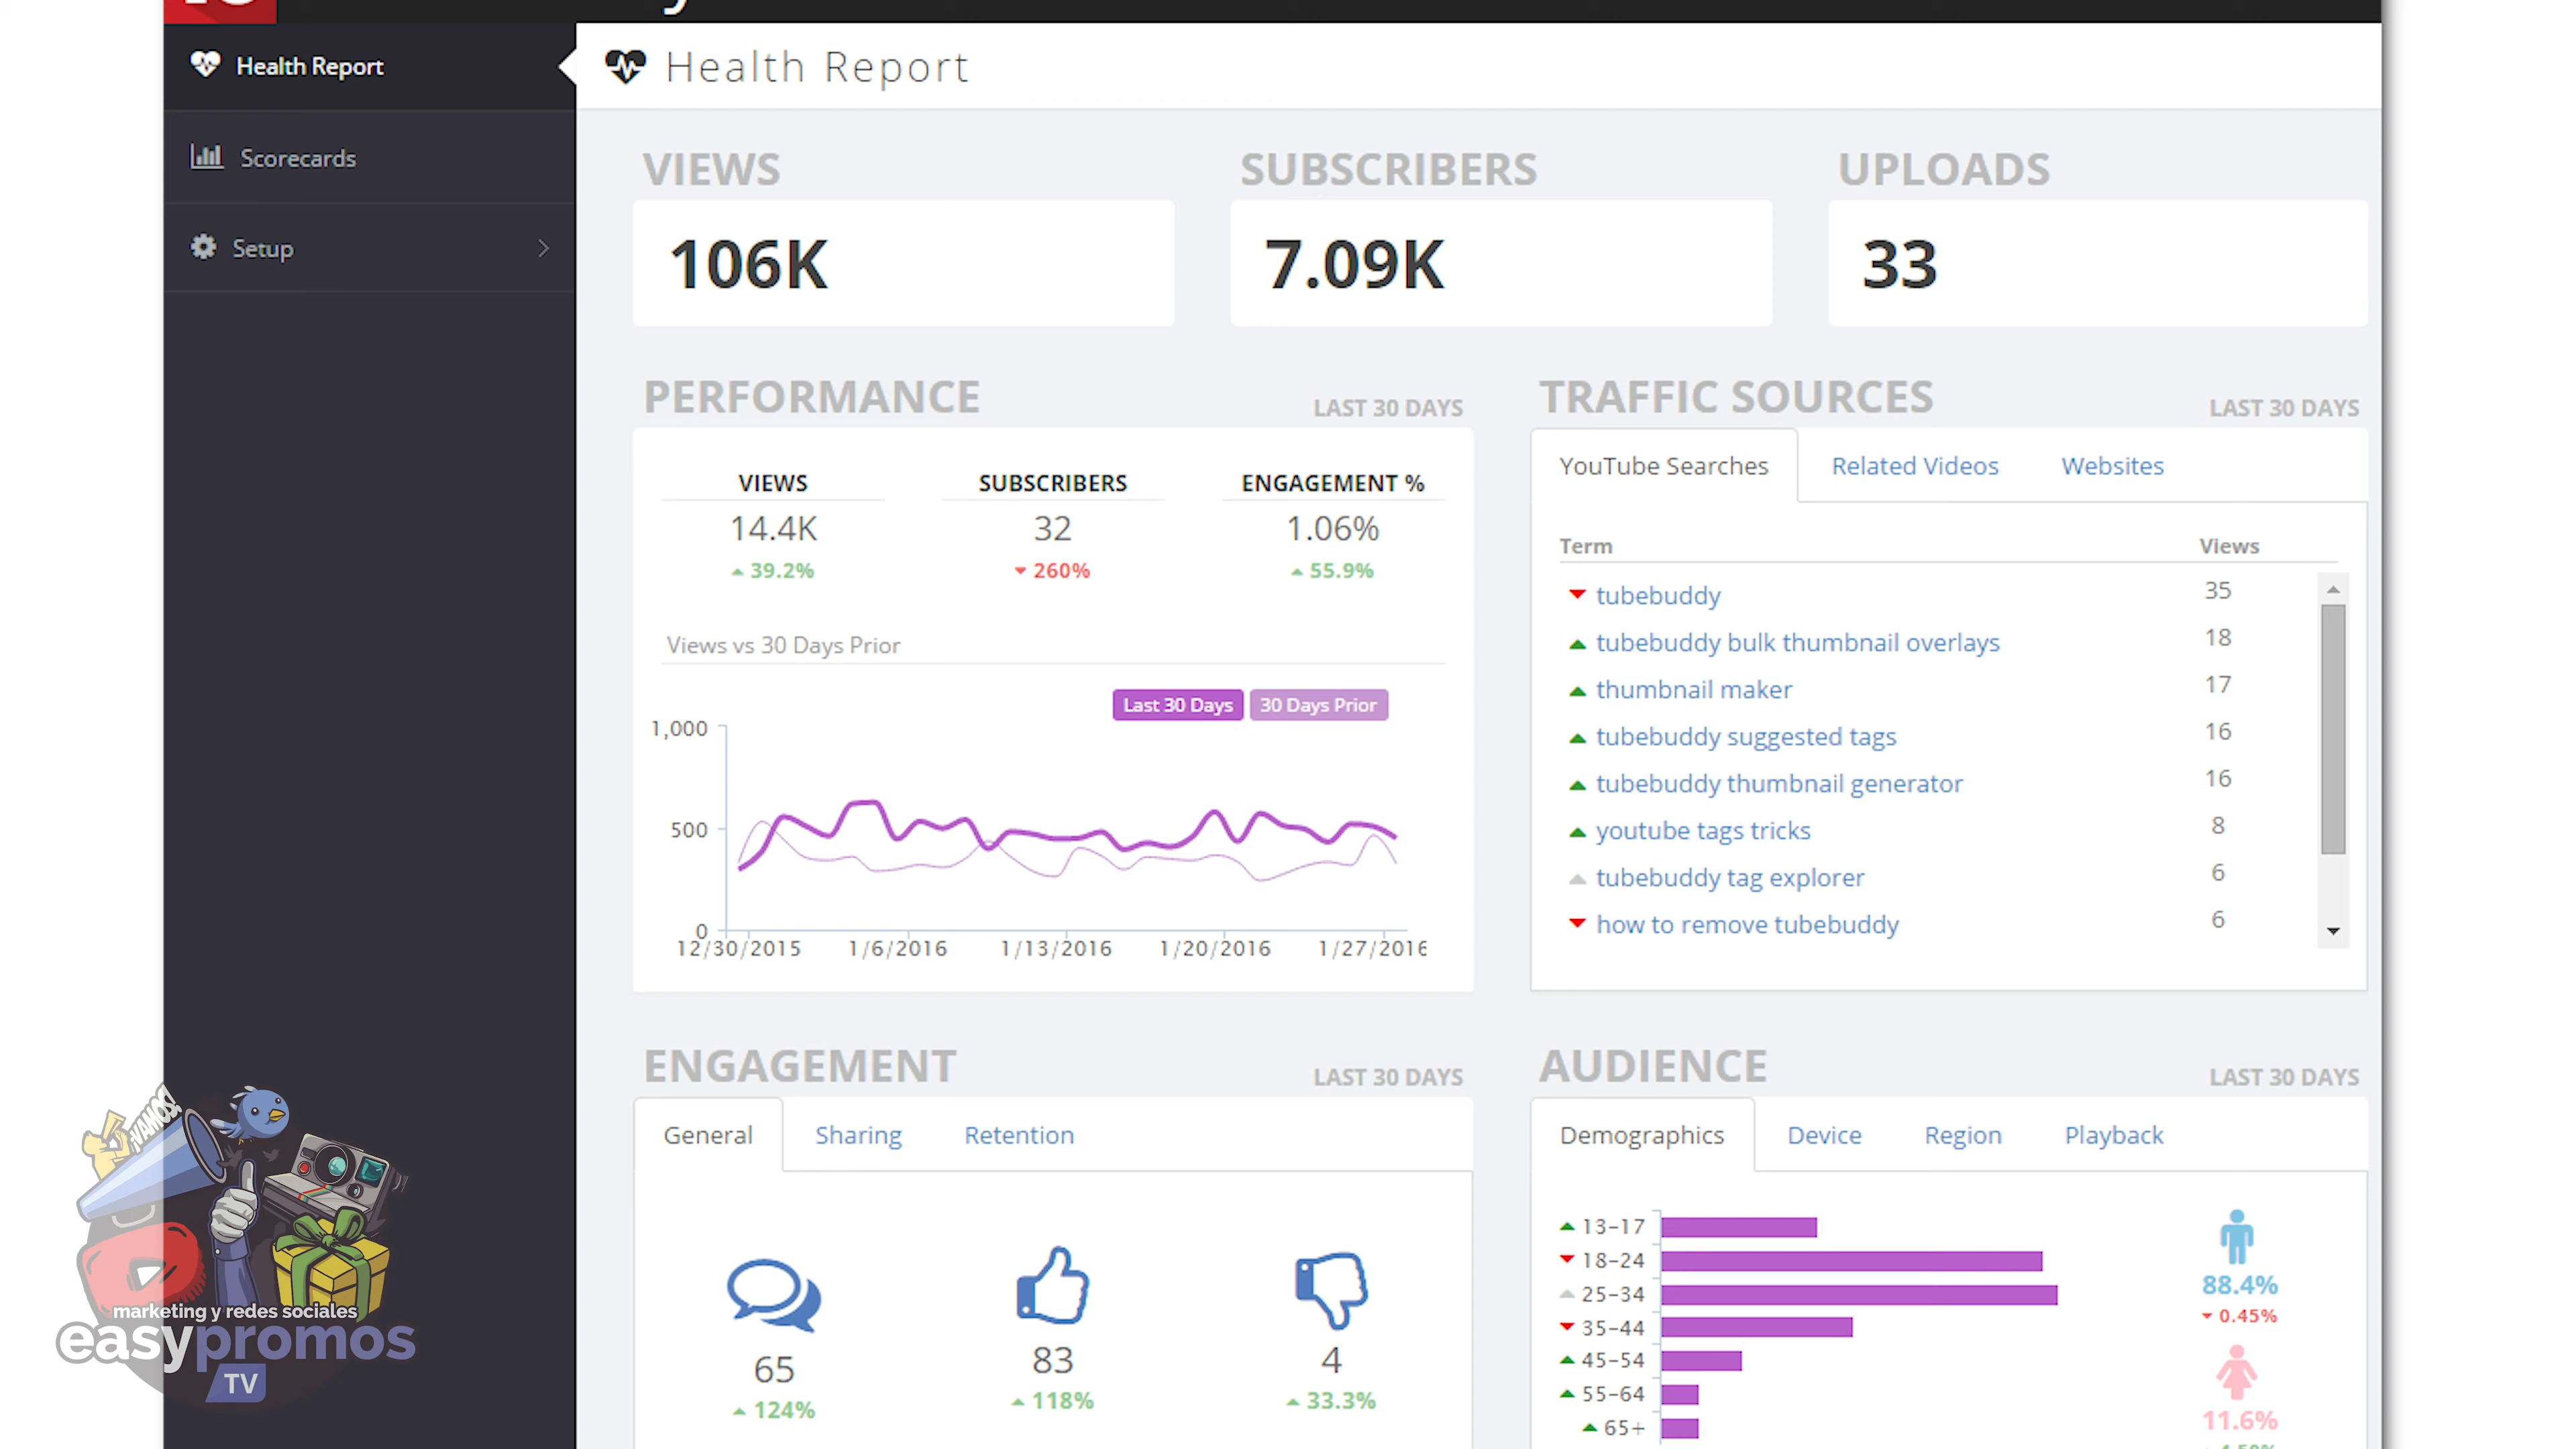 Health Report
Scorecards
Setup
Health Report
VIEWS
106K
SUBSCRIBERS
7.09K
UPLOADS
33
PERFORMANCE
LAST 30 DAYS
VIEWS SUBSCRIBERS ENGAGEMENT %
14.4K 32 1.06%
39.2% 260% 55.9%
Views vs 30 Days Prior
Last 30 Days 30 Days Prior
1,000
500
0
12/30/2015 1/6/2016 1/13/2016 1/20/2016 1/27/2016
TRAFFIC SOURCES
LAST 30 DAYS
YouTube Searches Related Videos Websites
Term Views
tubebuddy 35
tubebuddy bulk thumbnail overlays 18
thumbnail maker 17
tubebuddy suggested tags 16
tubebuddy thumbnail generator 16
youtube tags tricks 8
tubebuddy tag explorer 6
how to remove tubebuddy 6
ENGAGEMENT
LAST 30 DAYS
General Sharing Retention
65 83 4
124% 118% 33.3%
AUDIENCE
LAST 30 DAYS
Demographics Device Region Playback
13-17
18-24
25-34
35-44
45-54
55-64
65+
88.4%
0.45%
11.6%
¡VAMOS!
marketing y redes sociales
easypromos
TV